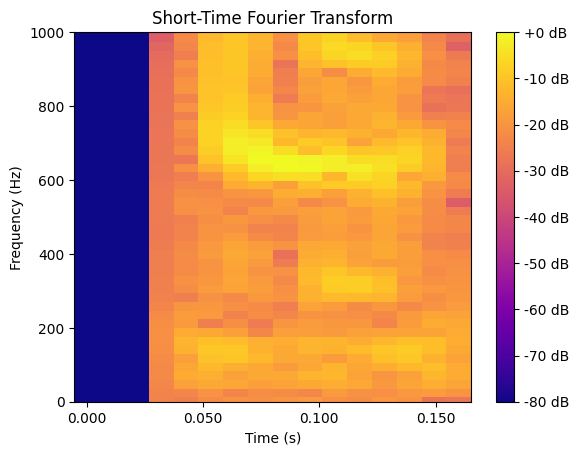 Short-Time Fourier Transform
1000
800
600
400
200
0
Frequency (Hz)
0.000
0.050
0.100
0.150
Time (s)
+0 dB
-10 dB
-20 dB
-30 dB
-40 dB
-50 dB
-60 dB
-70 dB
-80 dB